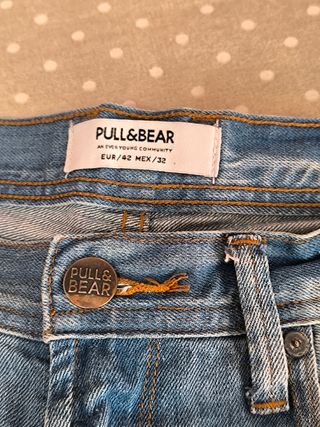 PULL&BEAR
AN EVER YOUNG COMMUNITY
EUR/42 MEX/32
PULL&
BEAR